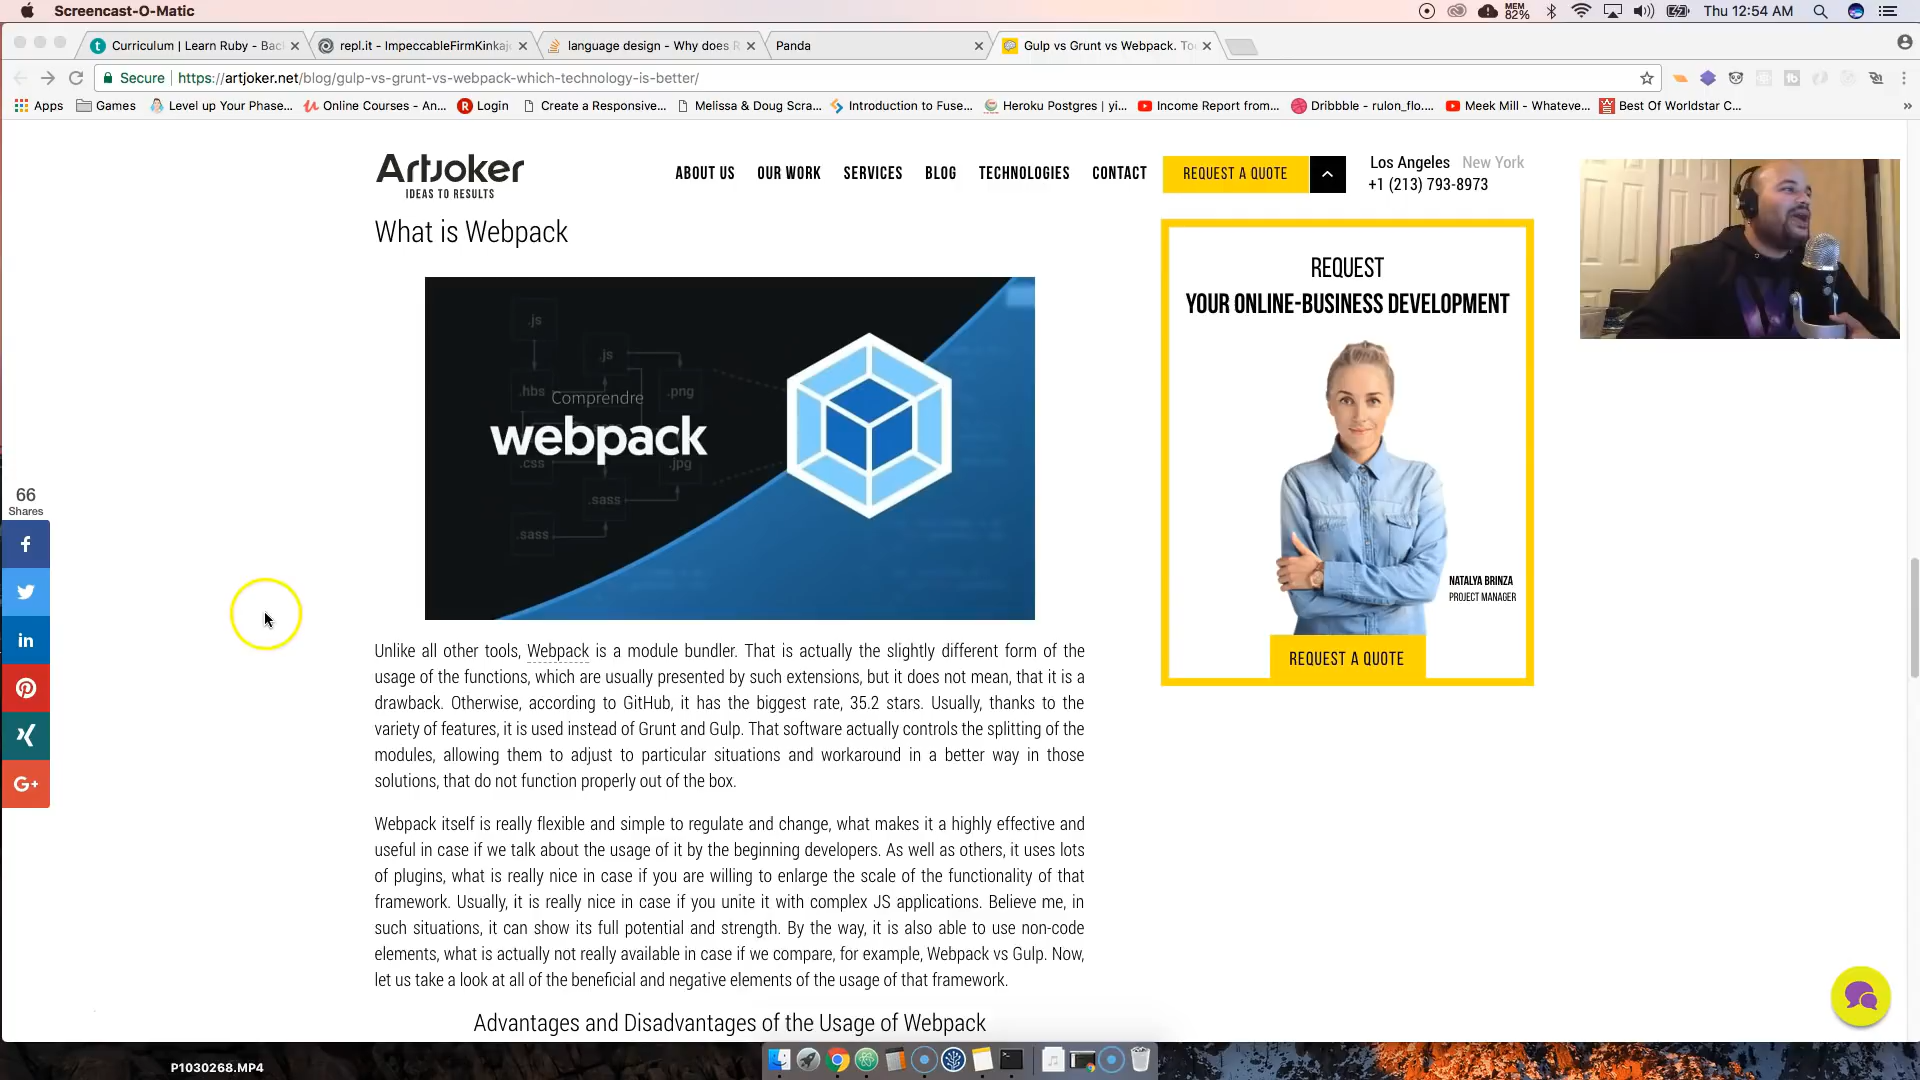 Screencast-O-Matic
MEM
82%
Thu 12:54 AM
Curriculum | Learn Ruby - Bac
repl.it - ImpeccableFirmKinkaj
language design - Why does R
Panda
Gulp vs Grunt vs Webpack. To
Secure
https://artjoker.net/blog/gulp-vs-grunt-vs-webpack-which-technology-is-better/
Apps
Games
Level up Your Phase...
Online Courses - An...
Login
Create a Responsive...
Melissa & Doug Scra...
Introduction to Fuse...
Heroku Postgres | yi...
Income Report from...
Dribbble - rulon_flo....
Meek Mill - Whateve...
Best Of Worldstar C...
»
Artjoker
IDEAS TO RESULTS
ABOUT US
OUR WORK
SERVICES
BLOG
TECHNOLOGIES
CONTACT
REQUEST A QUOTE
Los Angeles New York
+1 (213) 793-8973
What is Webpack
.js
.js
.hbs
.png
Comprendre
webpack
.css
.jpg
.sass
.sass
REQUEST
YOUR ONLINE-BUSINESS DEVELOPMENT
NATALYA BRINZA
PROJECT MANAGER
REQUEST A QUOTE
66
Shares
f
in
G+
Unlike all other tools, Webpack is a module bundler. That is actually the slightly different form of the
usage of the functions, which are usually presented by such extensions, but it does not mean, that it is a
drawback. Otherwise, according to GitHub, it has the biggest rate, 35.2 stars. Usually, thanks to the
variety of features, it is used instead of Grunt and Gulp. That software actually controls the splitting of the
modules, allowing them to adjust to particular situations and workaround in a better way in those
solutions, that do not function properly out of the box.
Webpack itself is really flexible and simple to regulate and change, what makes it a highly effective and
useful in case if we talk about the usage of it by the beginning developers. As well as others, it uses lots
of plugins, what is really nice in case if you are willing to enlarge the scale of the functionality of that
framework. Usually, it is really nice in case if you unite it with complex JS applications. Believe me, in
such situations, it can show its full potential and strength. By the way, it is also able to use non-code
elements, what is actually not really available in case if we compare, for example, Webpack vs Gulp. Now,
let us take a look at all of the beneficial and negative elements of the usage of that framework.
Advantages and Disadvantages of the Usage of Webpack
P1030268.MP4